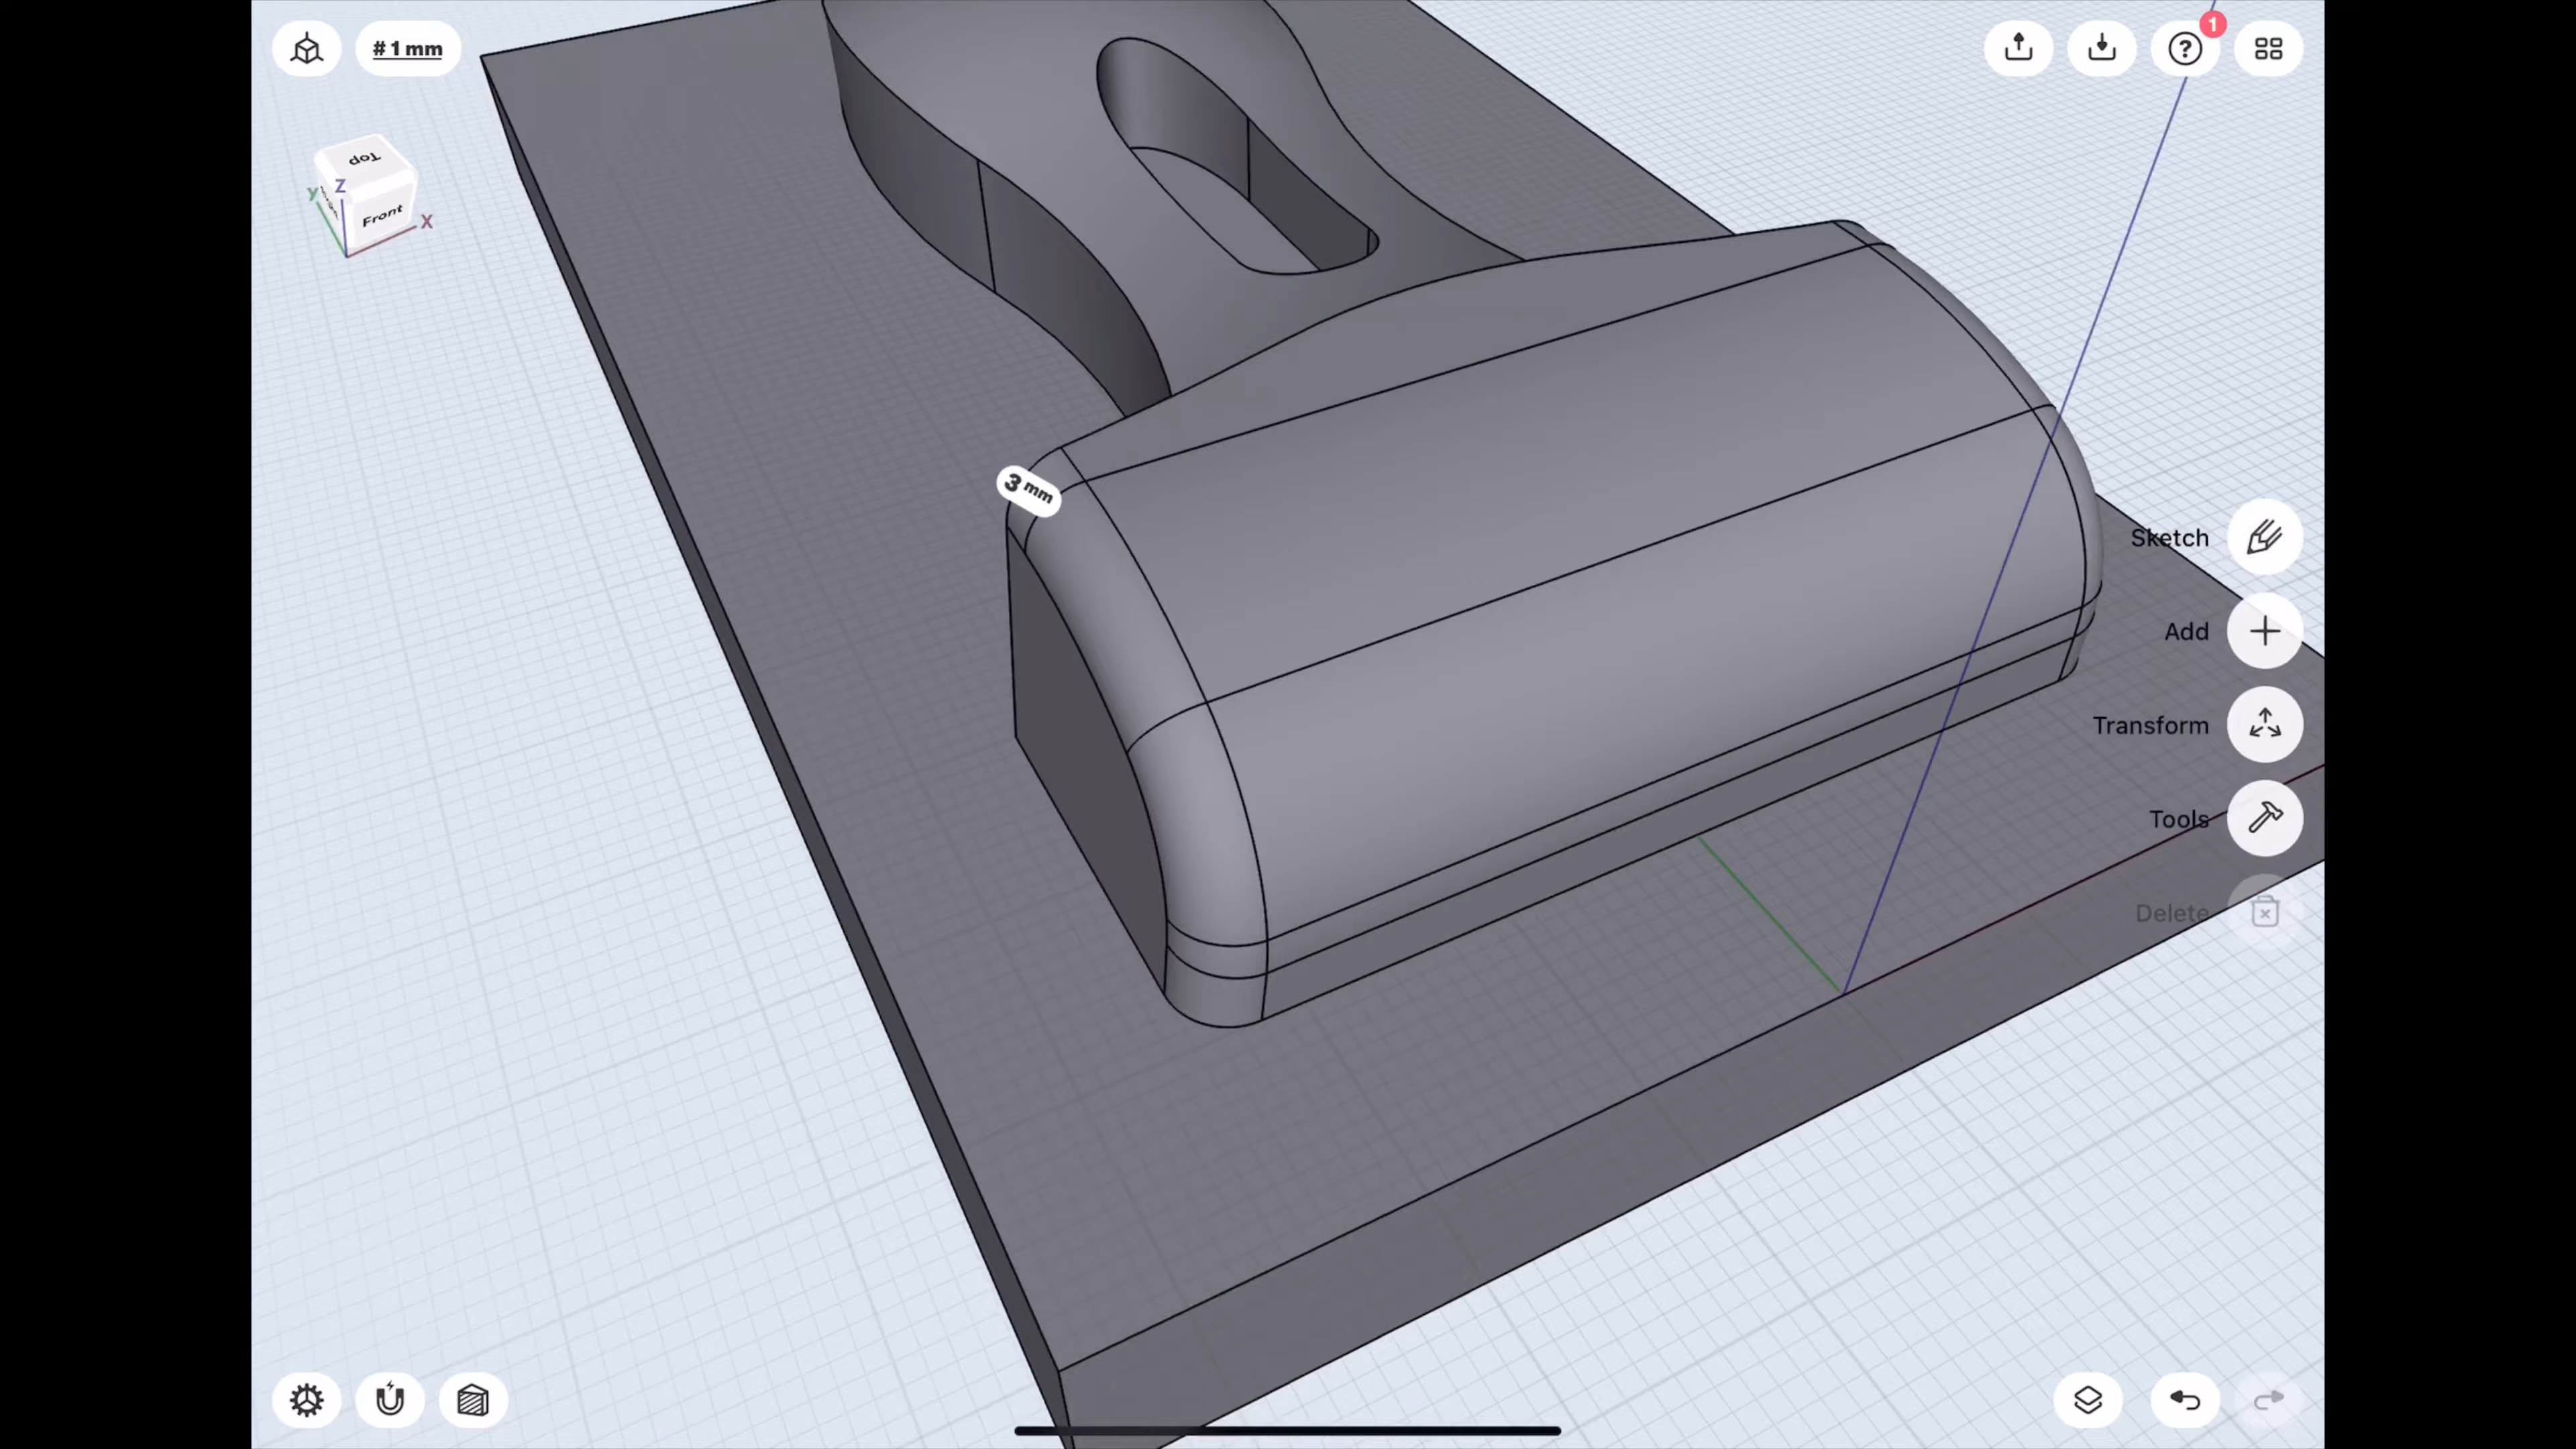 # 1 mm
1
Top
Z
Y
Front
X
3 mm
Sketch
Add
Transform
Tools
Delete